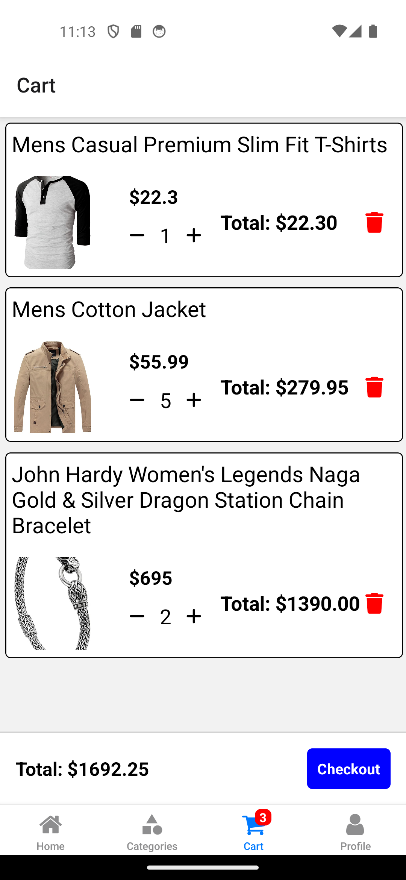 11:13
Cart
Mens Casual Premium Slim Fit T-Shirts
$22.3
1
Total: $22.30
Mens Cotton Jacket
$55.99
5
Total: $279.95
John Hardy Women's Legends Naga
Gold & Silver Dragon Station Chain
Bracelet
$695
2
Total: $1390.00
Total: $1692.25
Checkout
3
Home
Categories
Cart
Profile